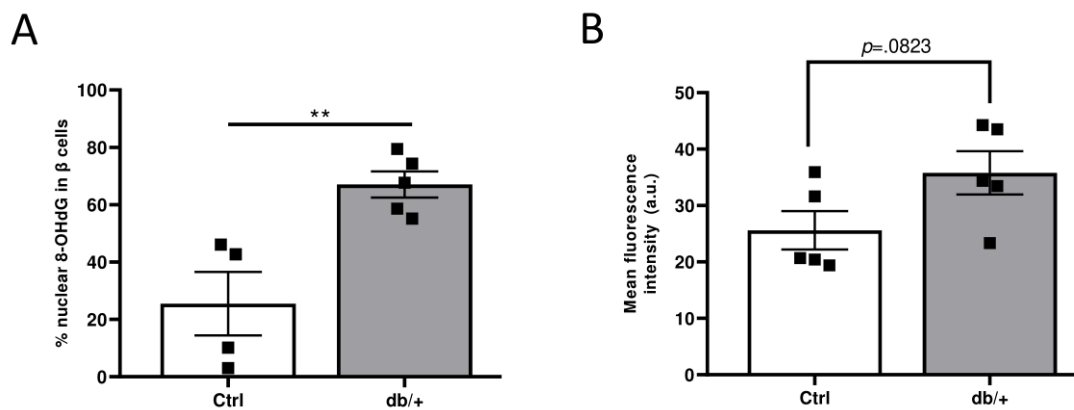 A
% nuclear 8-OHdG in β cells
100
80
60
40
20
0
**
Ctrl
db/+
B
p=.0823
Mean fluorescence
intensity (a.u.)
50
40
30
20
10
0
Ctrl
db/+